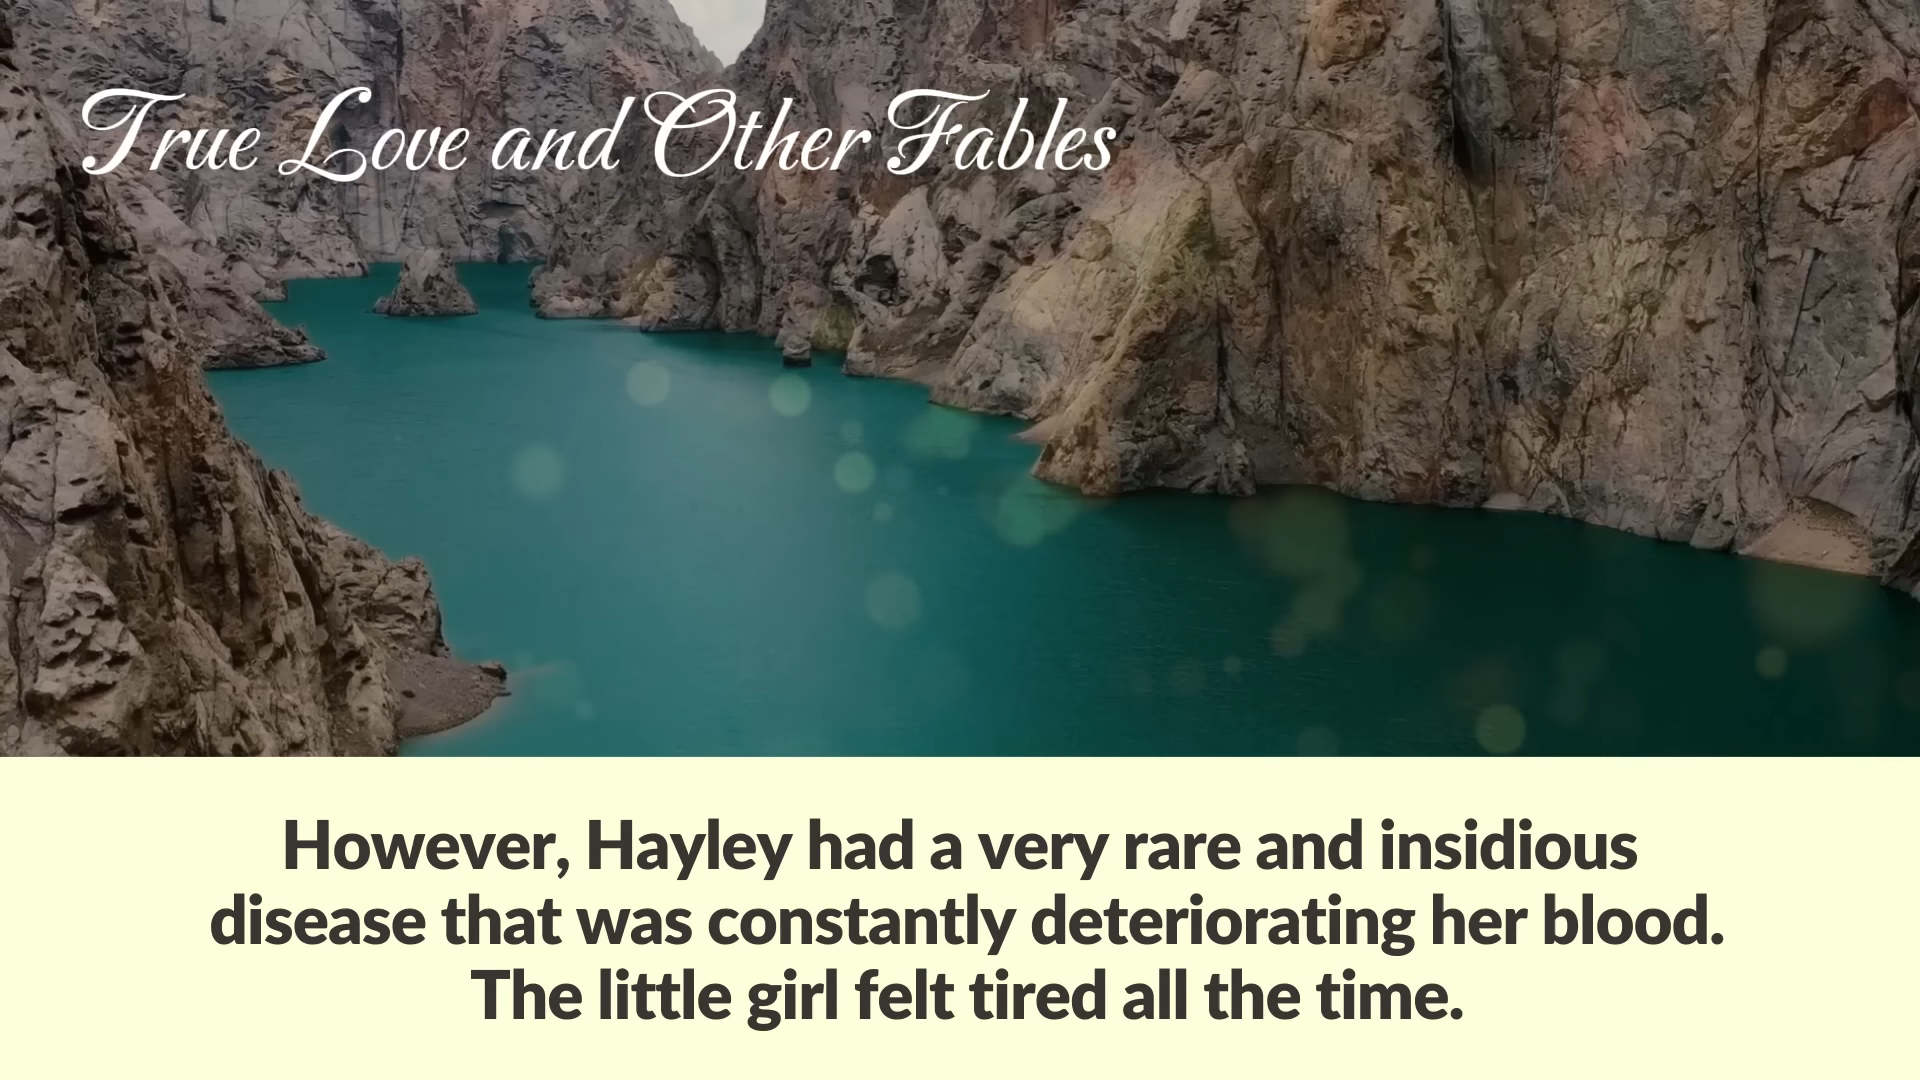 True Love and Other Fables
However, Hayley had a very rare and insidious
disease that was constantly deteriorating her blood.
The little girl felt tired all the time.